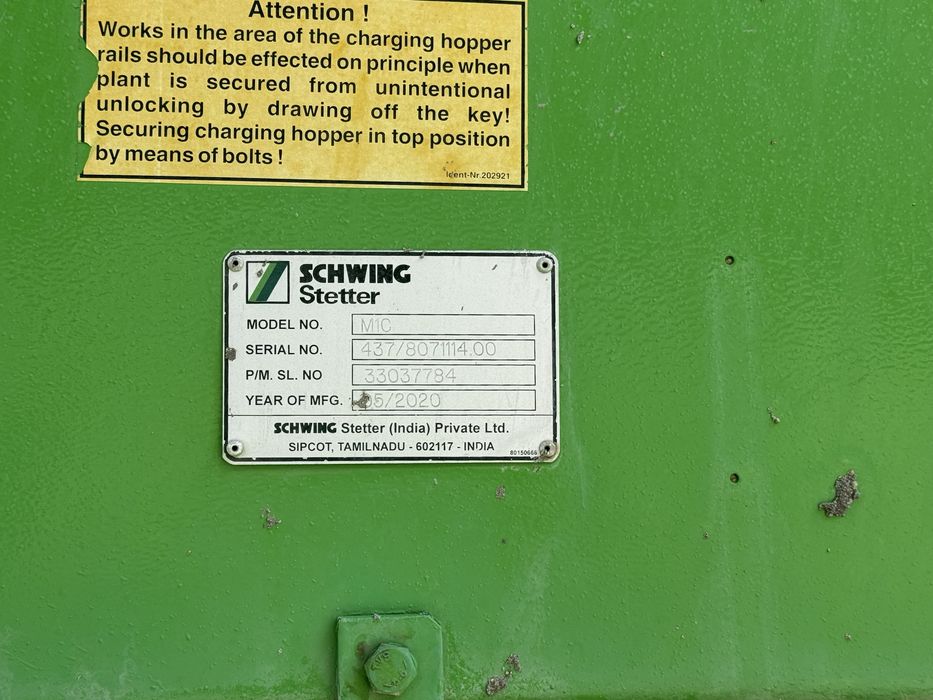 Attention !
Works in the area of the charging hopper
rails should be effected on principle when
plant is secured from unintentional
unlocking by drawing off the key!
Securing charging hopper in top position
by means of bolts !
Ident-Nr.202921
SCHWING
Stetter
MODEL NO. M1C
SERIAL NO. 437/8071114.00
P/M. SL. NO 33037784
YEAR OF MFG. 05/2020
SCHWING Stetter (India) Private Ltd.
SIPCOT, TAMILNADU - 602117 - INDIA
80150666